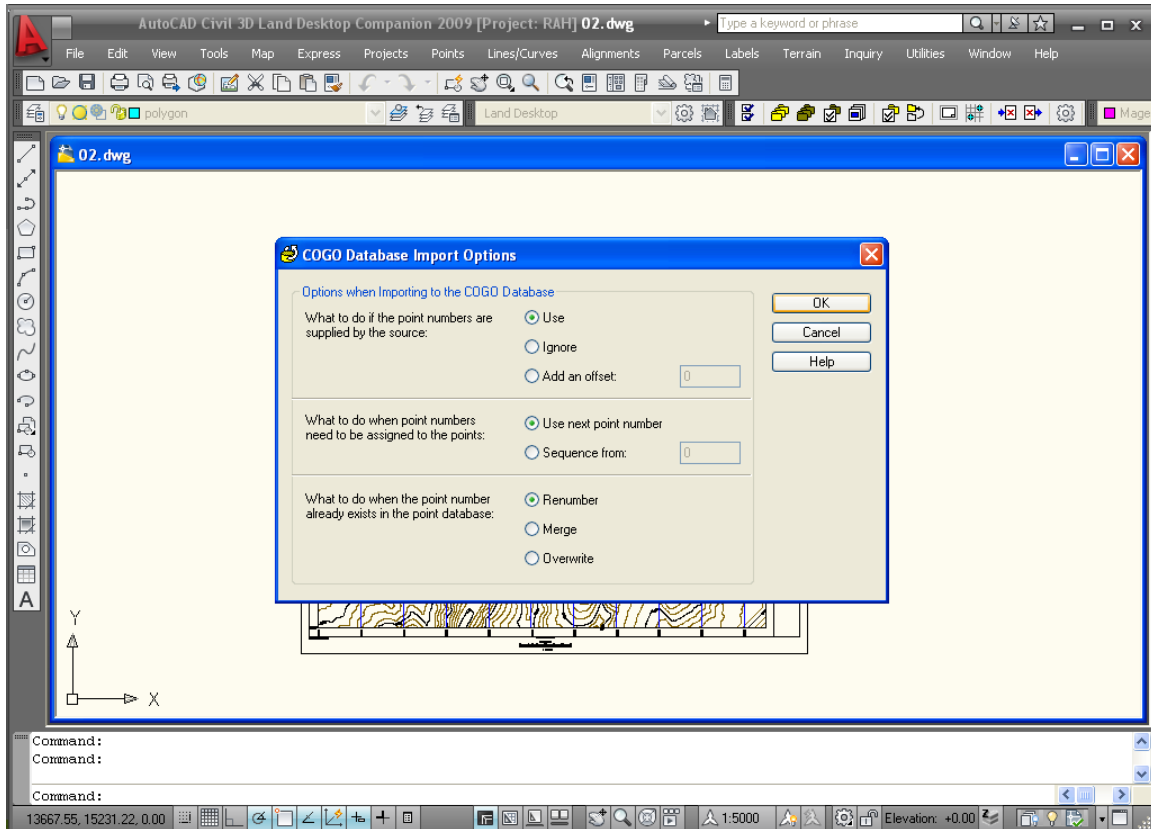 AutoCAD Civil 3D Land Desktop Companion 2009 [Project: RAH] 02.dwg
Type a keyword or phrase
File Edit View Tools Map Express Projects Points Lines/Curves Alignments Parcels Labels Terrain Inquiry Utilities Window Help
polygon
Land Desktop
Mage
02.dwg
COGO Database Import Options
Options when Importing to the COGO Database
What to do if the point numbers are
supplied by the source:
Use
Ignore
Add an offset: 0
What to do when point numbers
need to be assigned to the points:
Use next point number
Sequence from: 0
What to do when the point number
already exists in the point database:
Renumber
Merge
Overwrite
OK
Cancel
Help
Y
X
A
Command:
Command:
Command:
13667.55, 15231.22, 0.00
1:5000
Elevation: +0.00